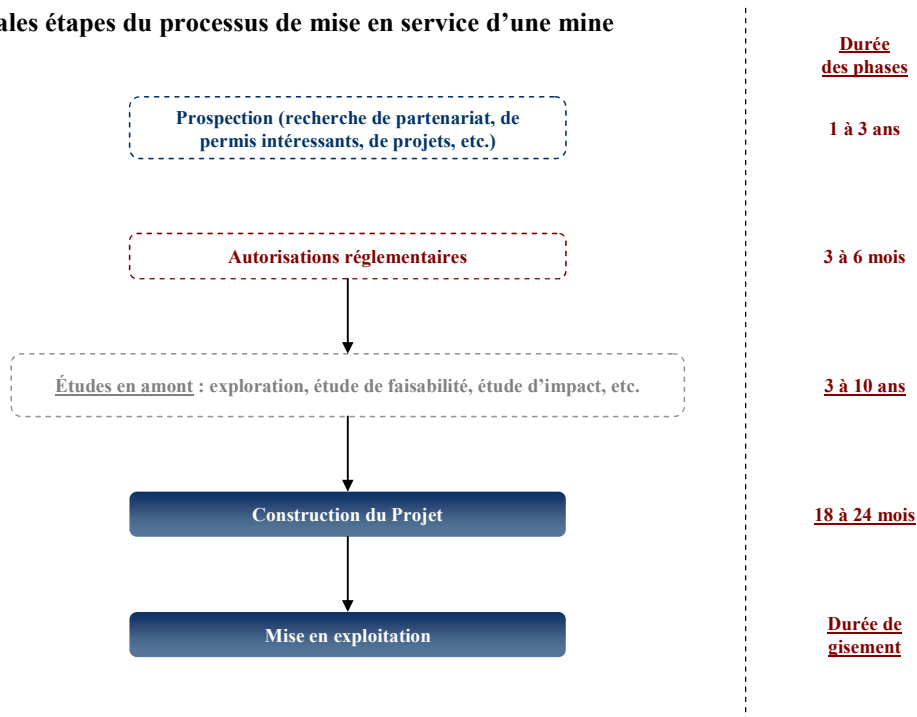 ales étapes du processus de mise en service d’une mine
Durée
des phases
Prospection (recherche de partenariat, de
permis intéressants, de projets, etc.)
1 à 3 ans
Autorisations réglementaires
3 à 6 mois
Études en amont : exploration, étude de faisabilité, étude d’impact, etc.
3 à 10 ans
Construction du Projet
18 à 24 mois
Mise en exploitation
Durée de
gisement